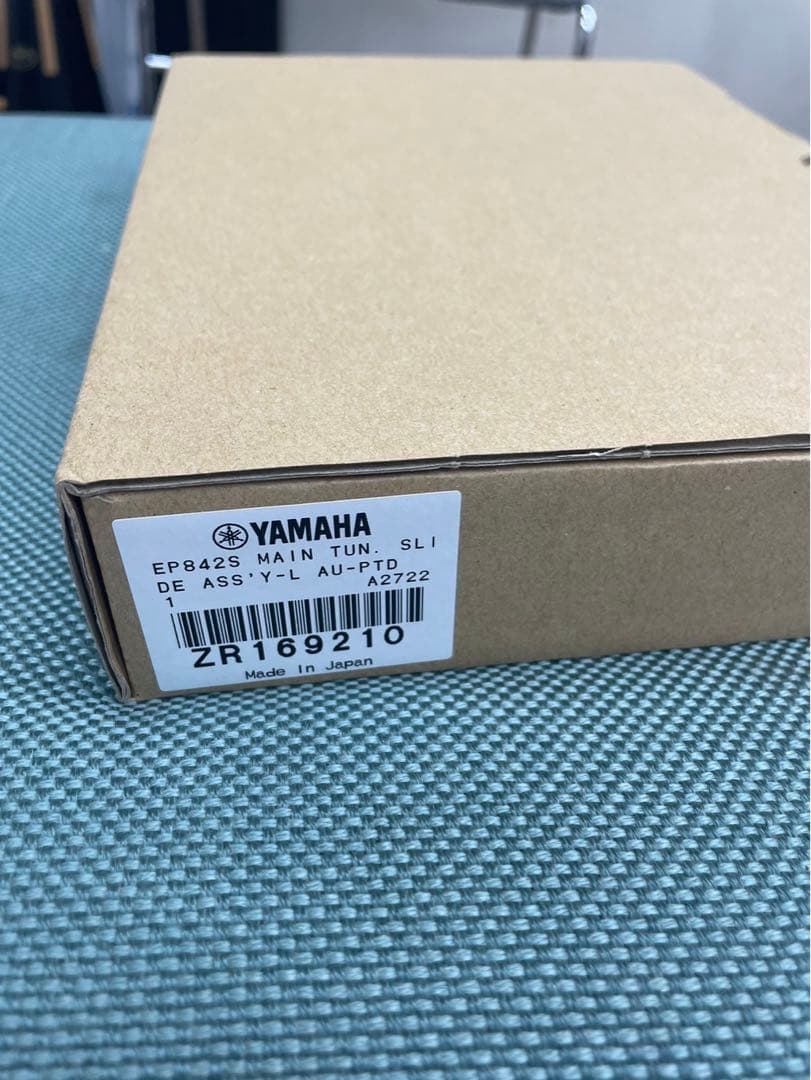 YAMAHA
EP842S MAIN TUN. SLI
DE ASS'Y-L AU-PTD
1 A2722
ZR169210
Made In Japan